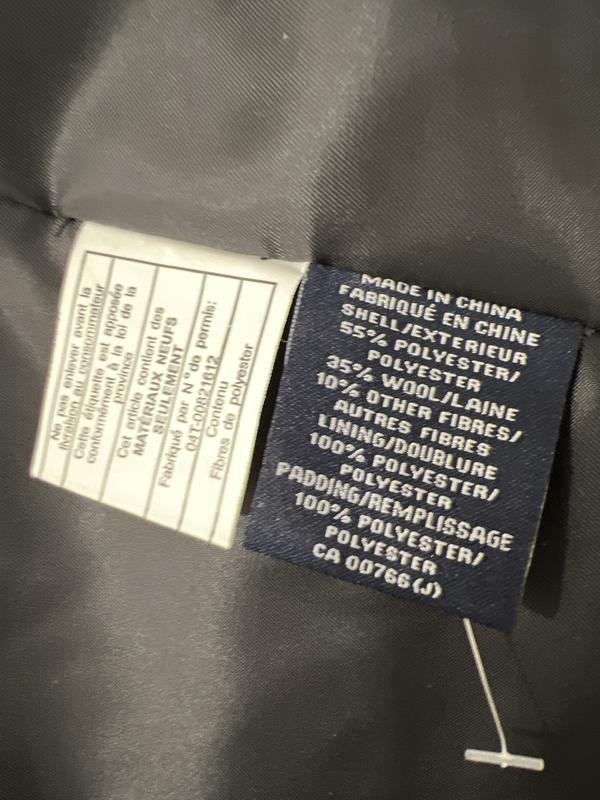 Ne pas enlever avant la
livraison au consommateur
Cette étiquette est apposée
conformément à la loi de la
province
Cet article contient des
MATÉRIAUX NEUFS
SEULEMENT
Fabriqué par N° de permis:
04T-00821812
Contenu
Fibres de polyester
MADE IN CHINA
FABRIQUÉ EN CHINE
SHELL/EXTERIEUR
55% POLYESTER/
POLYESTER
35% WOOL/LAINE
10% OTHER FIBRES/
AUTRES FIBRES
LINING/DOUBLURE
100% POLYESTER/
POLYESTER
PADDING/REMPLISSAGE
100% POLYESTER/
POLYESTER
CA 00766(J)